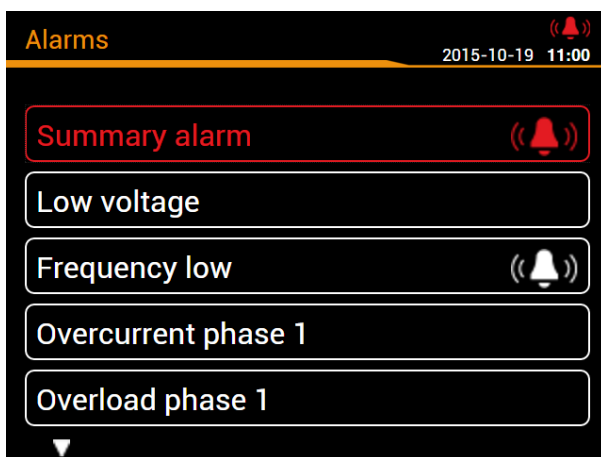 Alarms
2015-10-19 11:00
Summary alarm
Low voltage
Frequency low
Overcurrent phase 1
Overload phase 1